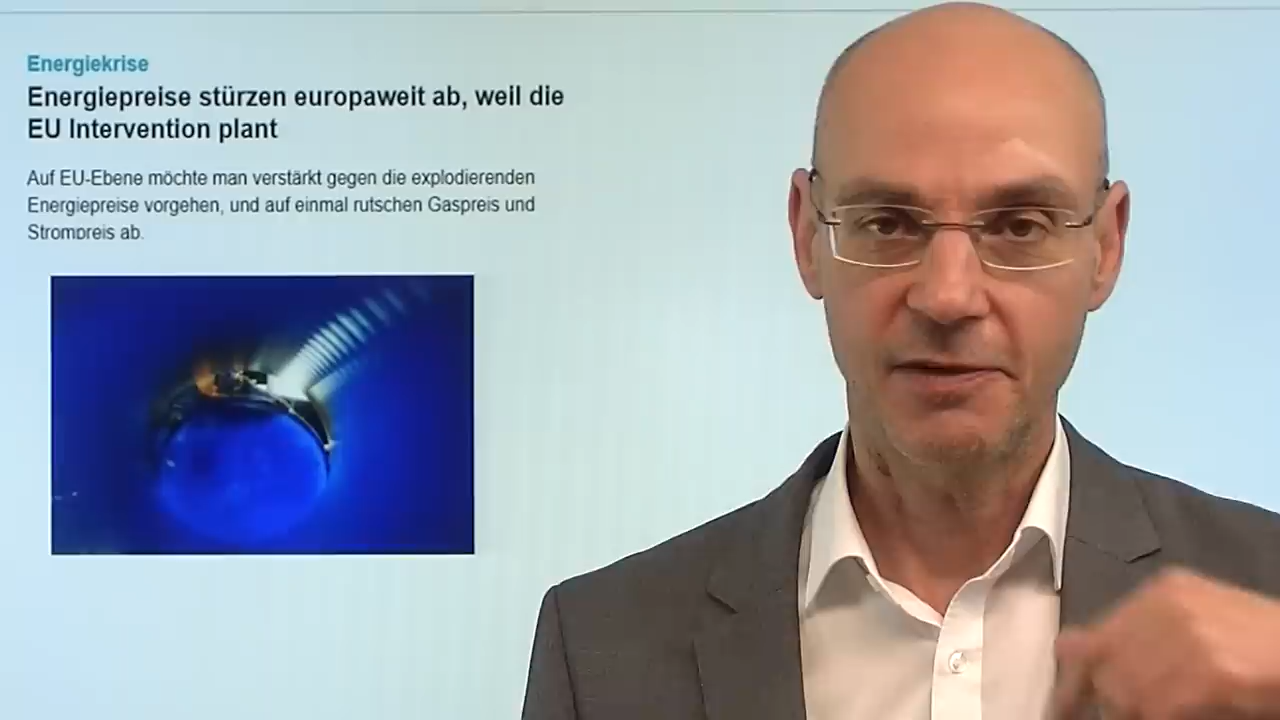 Energiekrise
Energiepreise stürzen europaweit ab, weil die
EU Intervention plant
Auf EU-Ebene möchte man verstärkt gegen die explodierenden
Energiepreise vorgehen, und auf einmal rutschen Gaspreis und
Strompreis ab.